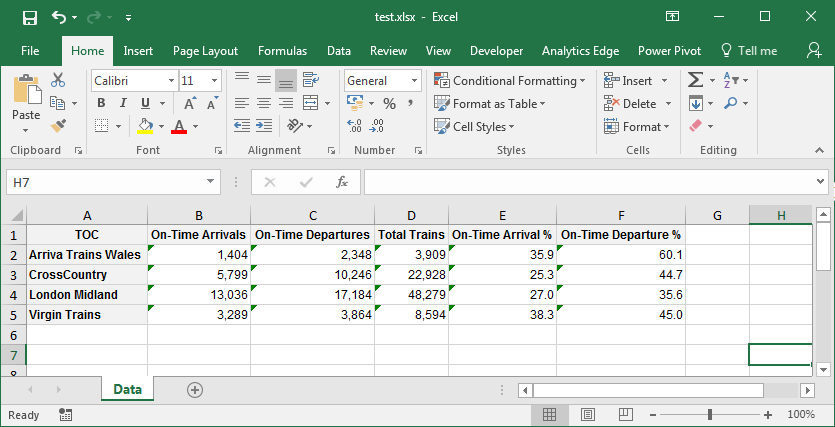 test.xlsx - Excel
File Home Insert Page Layout Formulas Data Review View Developer Analytics Edge Power Pivot Tell me
Calibri 11 General Conditional Formatting Insert
B I U % , Format as Table Delete
Paste A Cell Styles Format
Clipboard Font Alignment Number Styles Cells Editing
H7 fx
A B C D E F G H
1 TOC On-Time Arrivals On-Time Departures Total Trains On-Time Arrival % On-Time Departure %
2 Arriva Trains Wales 1,404 2,348 3,909 35.9 60.1
3 CrossCountry 5,799 10,246 22,928 25.3 44.7
4 London Midland 13,036 17,184 48,279 27.0 35.6
5 Virgin Trains 3,289 3,864 8,594 38.3 45.0
6
7
8
Data
Ready 100%